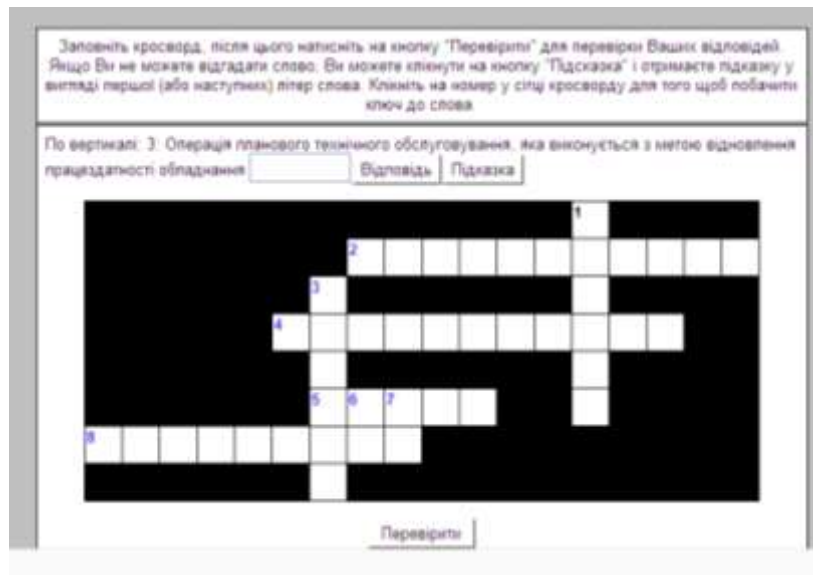 Заповніть кросворд, після цього натисніть на кнопку "Перевірити" для перевірки Ваших відповідей.
Якщо Ви не можете відгадати слово, Ви можете клікнути на кнопку "Підсказка" і отримаєте підказку у
вигляді першої (або наступних) літер слова. Клікніть на номер у сітці кросворду для того щоб побачити
ключ до слова
По вертикалі: 3: Операція планового технічного обслуговування, яка виконується з метою відновлення
працездатності обладнання Відповідь Підказка
1
2
3
4
5 6 7
8
Перевірити